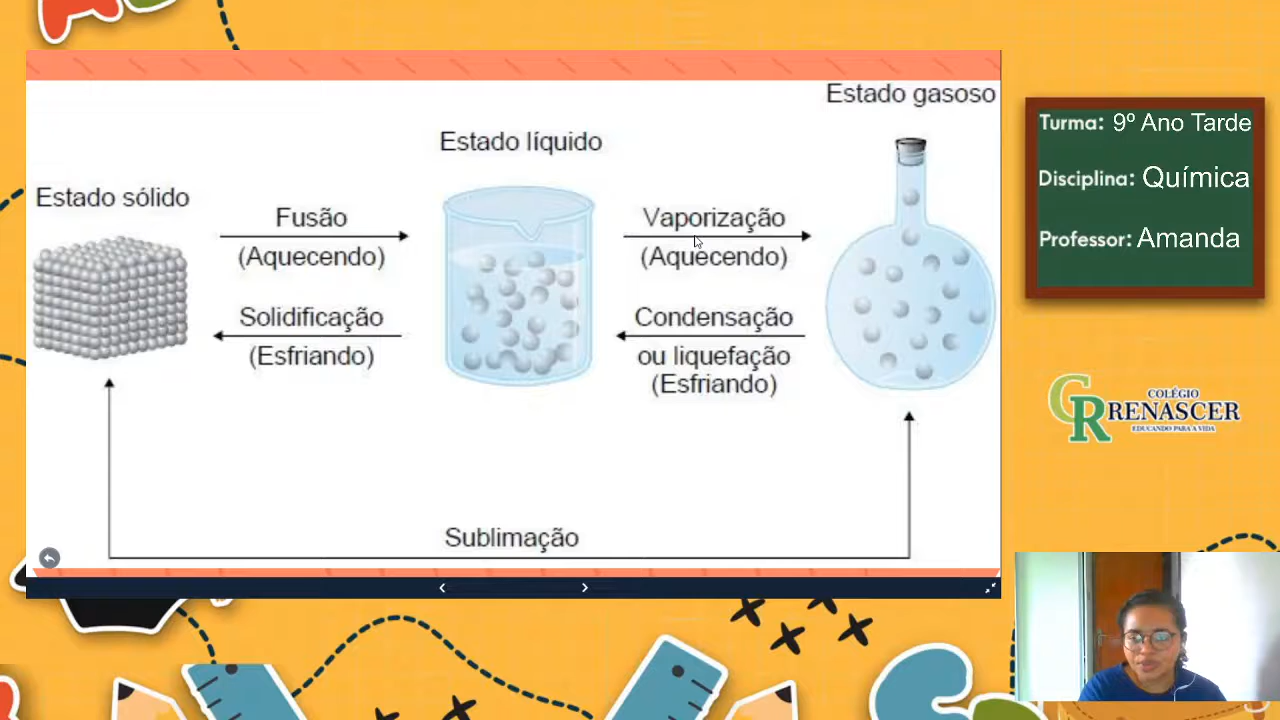 Estado gasoso
Estado líquido
Estado sólido
Fusão
(Aquecendo)
Solidificação
(Esfriando)
Vaporização
(Aquecendo)
Condensação
ou liquefação
(Esfriando)
Sublimação
Turma: 9º Ano Tarde
Disciplina: Química
Professor: Amanda
CR
COLÉGIO
RENASCER
EDUCANDO PARA A VIDA